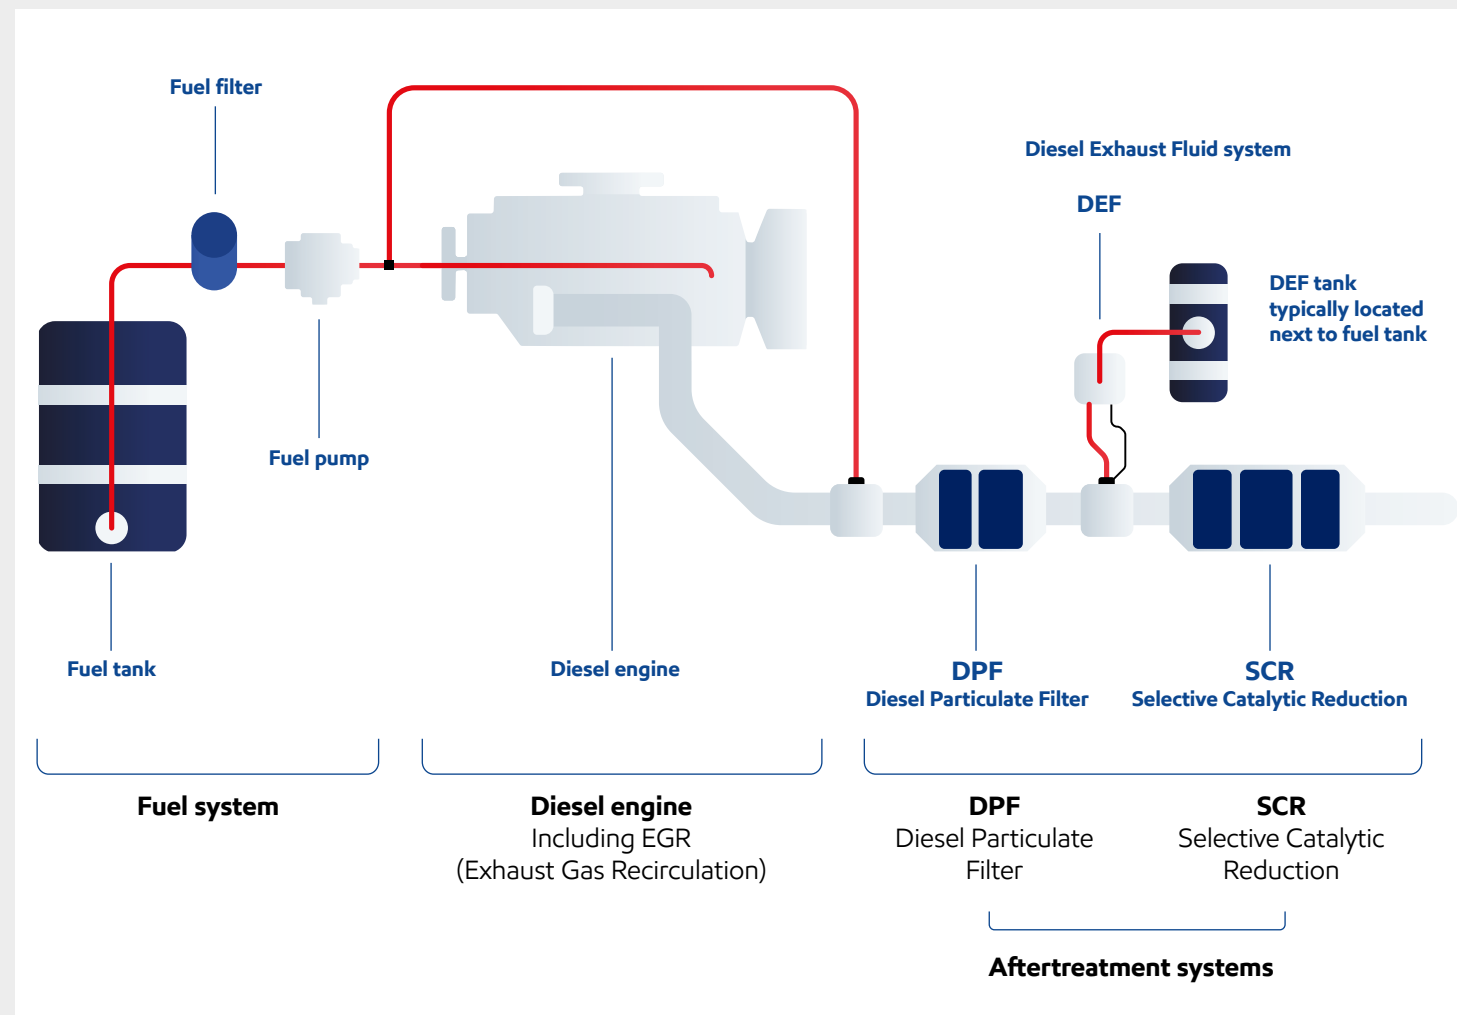 Fuel filter
Diesel Exhaust Fluid system
DEF
DEF tank
typically located
next to fuel tank
Fuel pump
Fuel tank
Diesel engine
DPF
Diesel Particulate Filter
SCR
Selective Catalytic Reduction
Fuel system
Diesel engine
Including EGR
(Exhaust Gas Recirculation)
DPF
Diesel Particulate
Filter
SCR
Selective Catalytic
Reduction
Aftertreatment systems